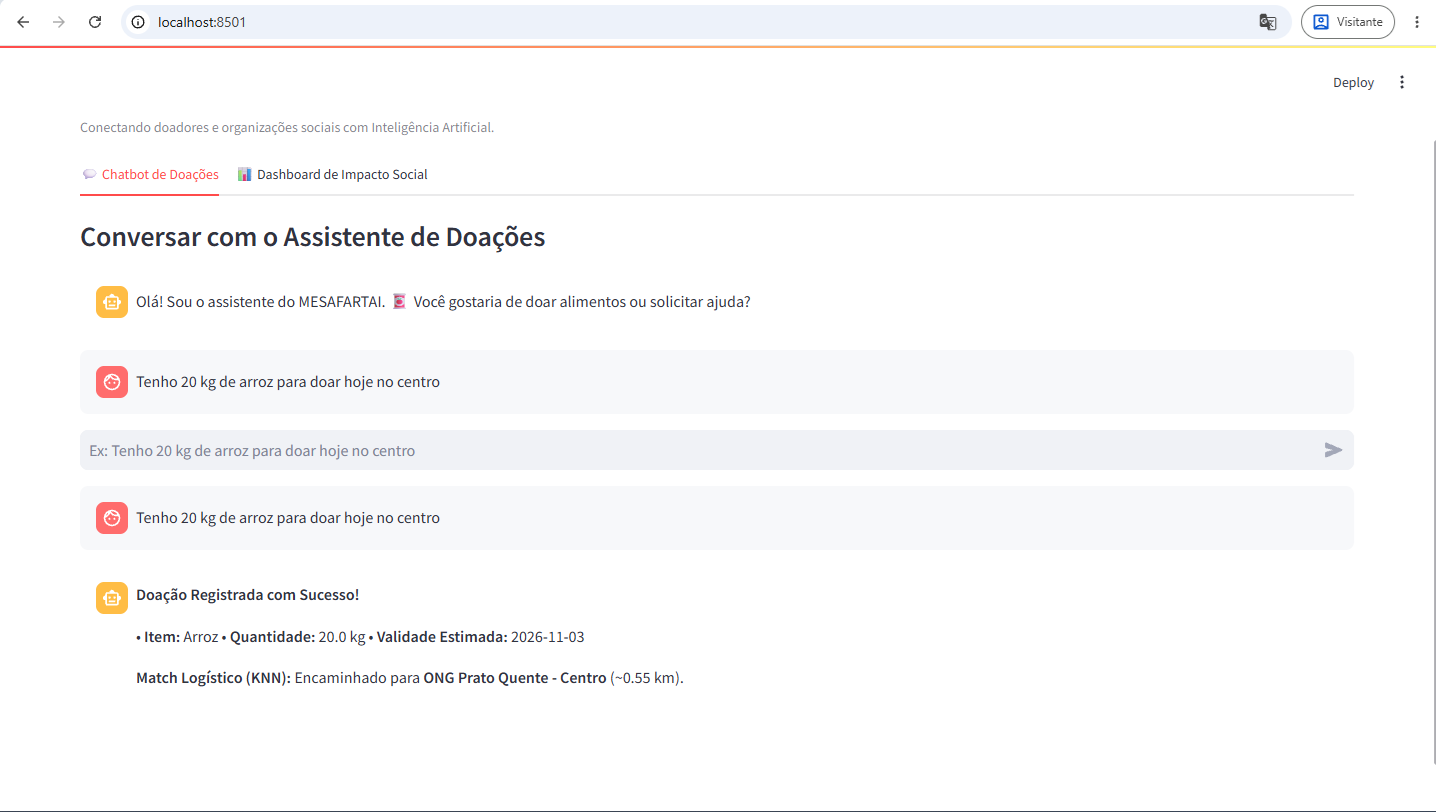 localhost:8501
Visitante
Deploy
Conectando doadores e organizações sociais com Inteligência Artificial.
Chatbot de Doações
Dashboard de Impacto Social
Conversar com o Assistente de Doações
Olá! Sou o assistente do MESAFARTAI. Você gostaria de doar alimentos ou solicitar ajuda?
Tenho 20 kg de arroz para doar hoje no centro
Ex: Tenho 20 kg de arroz para doar hoje no centro
Tenho 20 kg de arroz para doar hoje no centro
Doação Registrada com Sucesso!
• Item: Arroz • Quantidade: 20.0 kg • Validade Estimada: 2026-11-03
Match Logístico (KNN): Encaminhado para ONG Prato Quente - Centro (~0.55 km).